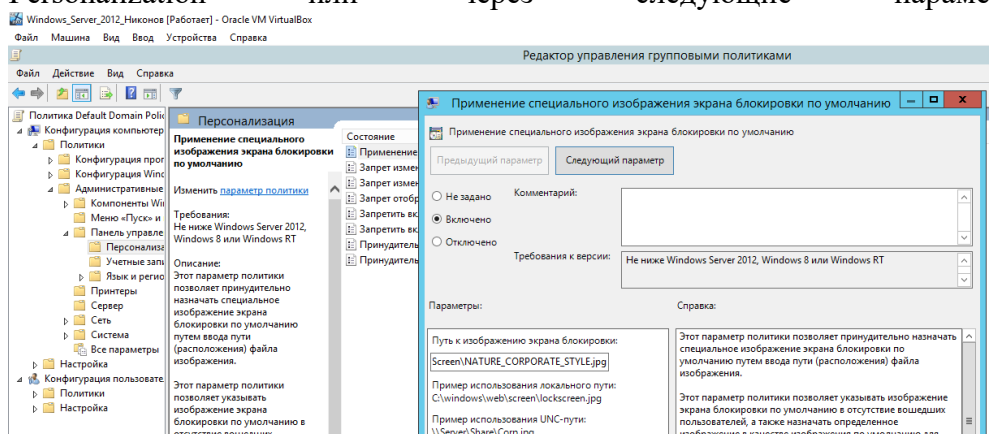 Personalization или через следующие параме
Windows_Server_2012_Никонов [Работает] - Oracle VM VirtualBox
Файл Машина Вид Ввод Устройства Справка
Редактор управления групповыми политиками
Файл Действие Вид Справка
Политика Default Domain Polic
Конфигурация компьютер
Политики
Конфигурация прог
Конфигурация Winc
Административные
Компоненты Wi
Меню «Пуск» и
Панель управле
Персонализа
Учетные запи
Язык и регио
Принтеры
Сервер
Сеть
Система
Все параметры
Настройка
Конфигурация пользовате
Политики
Настройка
Персонализация
Применение специального
изображения экрана блокировки
по умолчанию
Изменить параметр политики
Требования:
Не ниже Windows Server 2012,
Windows 8 или Windows RT
Описание:
Этот параметр политики
позволяет принудительно
назначать специальное
изображение экрана
блокировки по умолчанию
путем ввода пути
(расположения) файла
изображения.
Этот параметр политики
позволяет указывать
изображение экрана
блокировки по умолчанию в
отсутствие вошедших
Состояние
Применение
Запрет измен
Запрет измен
Запрет отобр
Запретить вк
Запретить вк
Принудитель
Принудитель
Применение специального изображения экрана блокировки по умолчанию
Применение специального изображения экрана блокировки по умолчанию
Предыдущий параметр Следующий параметр
Не задано
Включено
Отключено
Комментарий:
Требования к версии:
Не ниже Windows Server 2012, Windows 8 или Windows RT
Параметры:
Справка:
Путь к изображению экрана блокировки:
Screen\NATURE_CORPORATE_STYLE.jpg
Пример использования локального пути:
C:\windows\web\screen\lockscreen.jpg
Пример использования UNC-пути:
\\Server\Share\Corp.jpg
Этот параметр политики позволяет принудительно назначать
специальное изображение экрана блокировки по
умолчанию путем ввода пути (расположения) файла
изображения.
Этот параметр политики позволяет указывать изображение
экрана блокировки по умолчанию в отсутствие вошедших
пользователей, а также назначать определенное
изображение в качестве изображения по умолчанию для